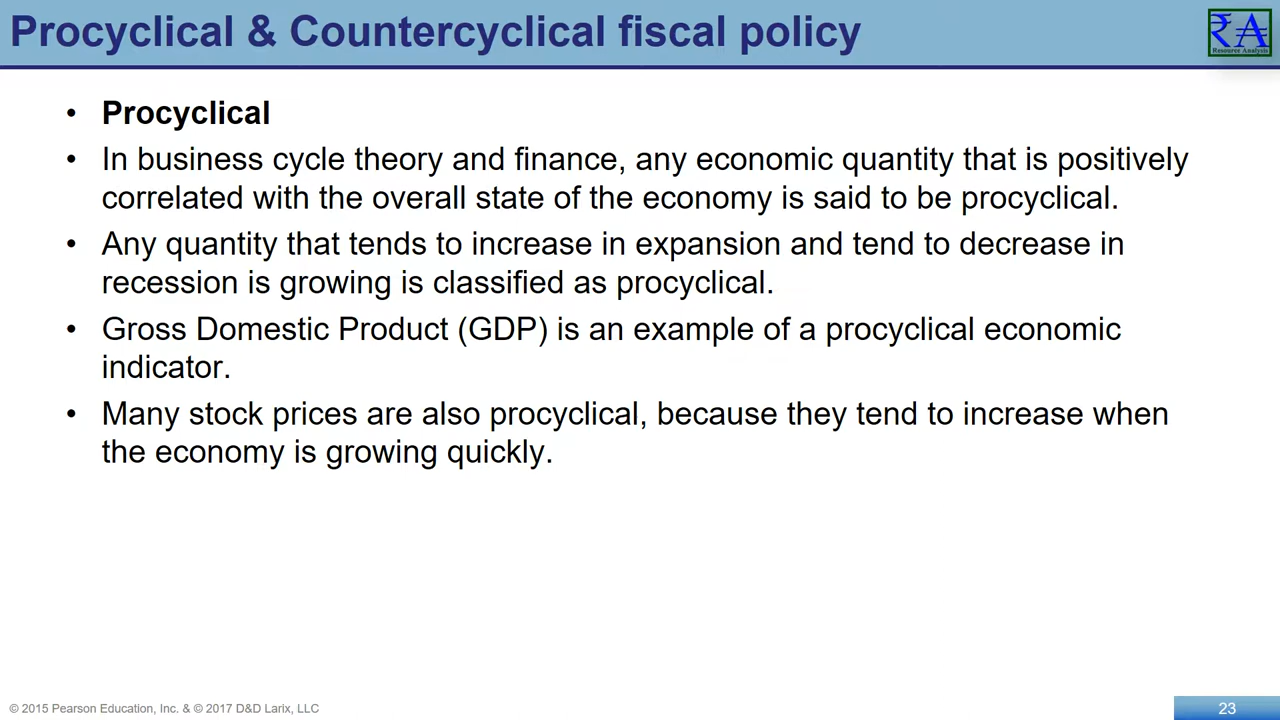 Procyclical & Countercyclical fiscal policy
₹A
Resource Analysis
• Procyclical
• In business cycle theory and finance, any economic quantity that is positively
correlated with the overall state of the economy is said to be procyclical.
• Any quantity that tends to increase in expansion and tend to decrease in
recession is growing is classified as procyclical.
• Gross Domestic Product (GDP) is an example of a procyclical economic
indicator.
• Many stock prices are also procyclical, because they tend to increase when
the economy is growing quickly.
© 2015 Pearson Education, Inc. & © 2017 D&D Larix, LLC
23